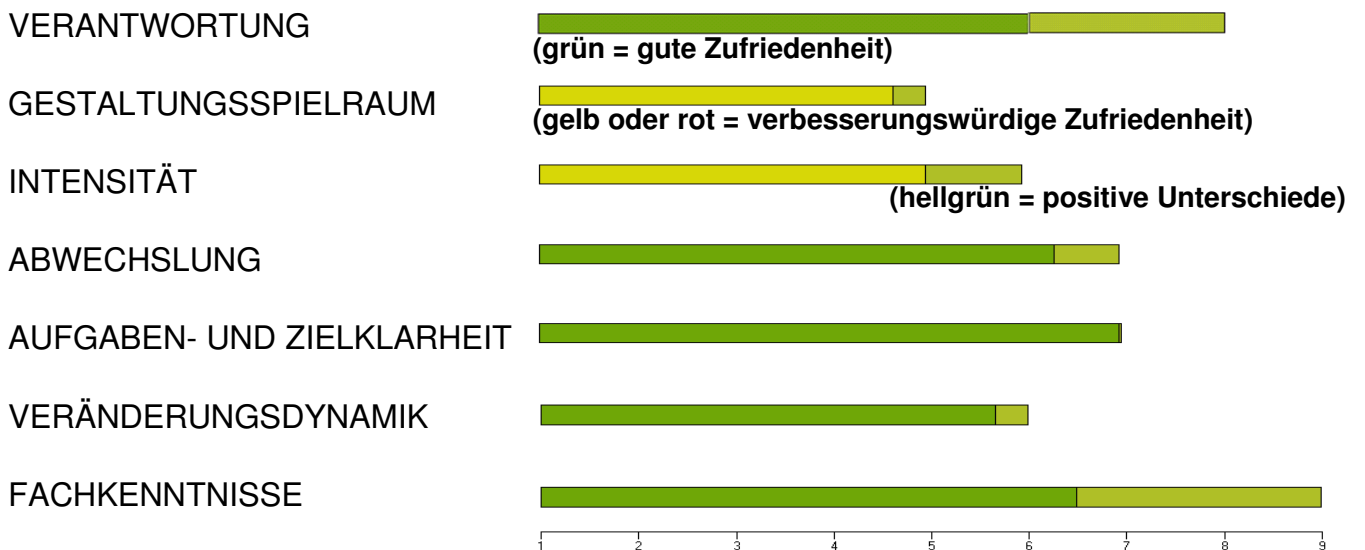 VERANTWORTUNG
(grün = gute Zufriedenheit)
GESTALTUNGSSPIELRAUM
(gelb oder rot = verbesserungswürdige Zufriedenheit)
INTENSITÄT
(hellgrün = positive Unterschiede)
ABWECHSLUNG
AUFGABEN- UND ZIELKLARHEIT
VERÄNDERUNGSDYNAMIK
FACHKENNTNISSE
1 2 3 4 5 6 7 8 9